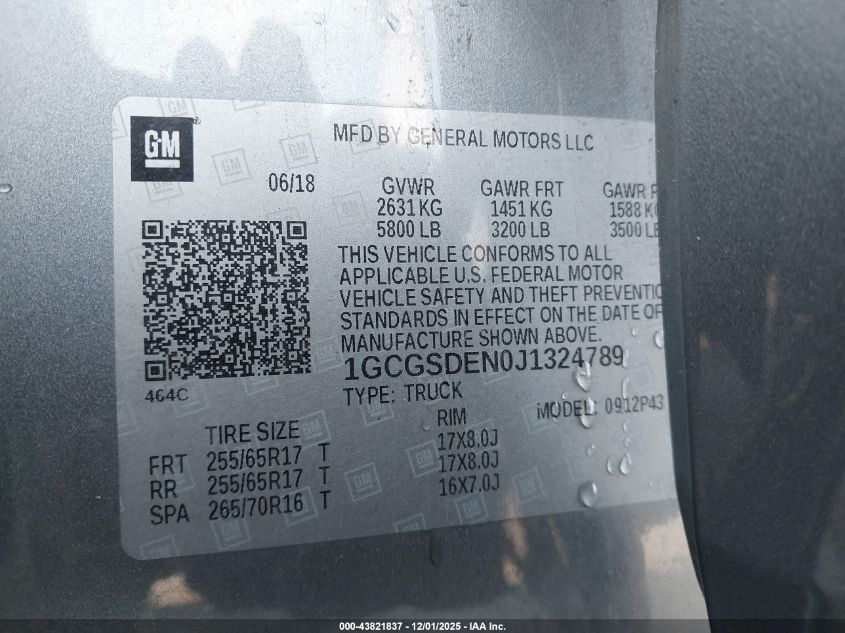 GM
MFD BY GENERAL MOTORS LLC
06/18
GVWR GAWR FRT GAWR
2631 KG 1451 KG 1588
5800 LB 3200 LB 3500
THIS VEHICLE CONFORMS TO ALL
APPLICABLE U.S. FEDERAL MOTOR
VEHICLE SAFETY AND THEFT PREVENTIO
STANDARDS IN EFFECT ON THE DATE OF
MANUFACTURE SHOWN ABOVE.
1GCGSDEN0J1324789
TYPE: TRUCK
464C
MODEL: 0912P43
TIRE SIZE RIM
FRT 255/65R17 T 17X8.0J
RR 255/65R17 T 17X8.0J
SPA 265/70R16 T 16X7.0J
000-43821837 - 12/01/2025 - IAA Inc.